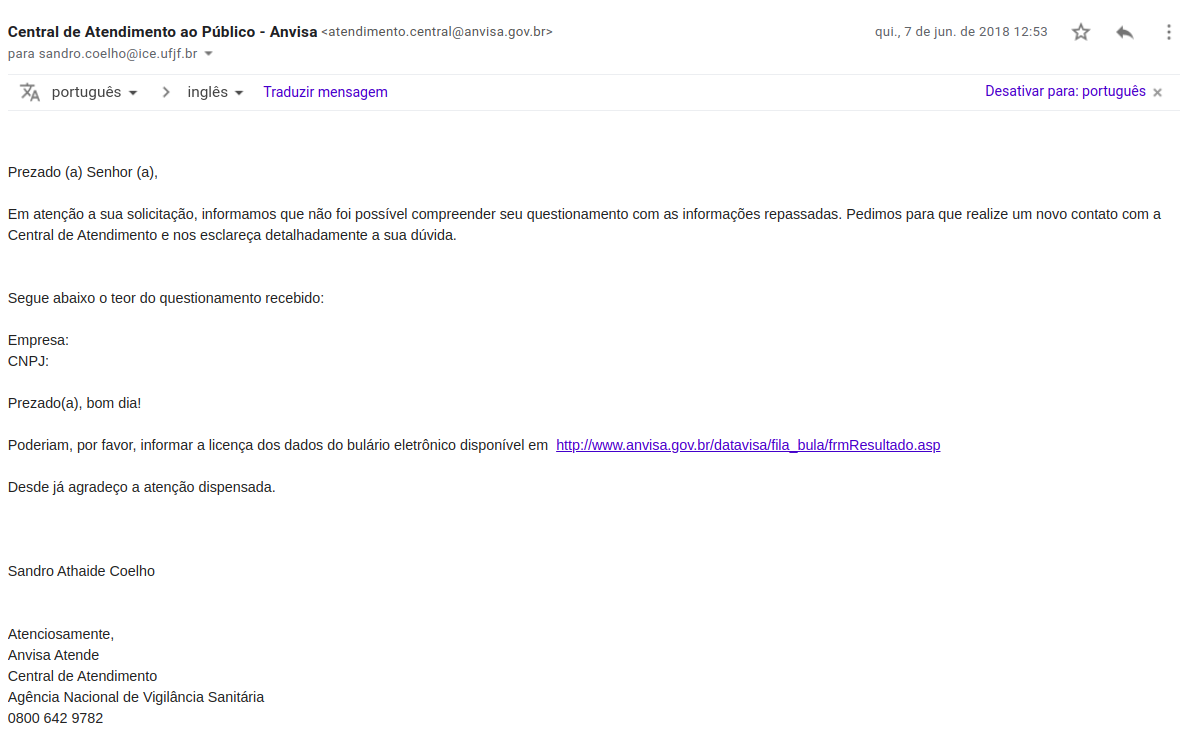 Central de Atendimento ao Público - Anvisa <atendimento.central@anvisa.gov.br> qui., 7 de jun. de 2018 12:53
para sandro.coelho@ice.ufjf.br
português > inglês Traduzir mensagem Desativar para: português ×
Prezado (a) Senhor (a),
Em atenção a sua solicitação, informamos que não foi possível compreender seu questionamento com as informações repassadas. Pedimos para que realize um novo contato com a
Central de Atendimento e nos esclareça detalhadamente a sua dúvida.
Segue abaixo o teor do questionamento recebido:
Empresa:
CNPJ:
Prezado(a), bom dia!
Poderiam, por favor, informar a licença dos dados do bulário eletrônico disponível em http://www.anvisa.gov.br/datavisa/fila_bula/frmResultado.asp
Desde já agradeço a atenção dispensada.
Sandro Athaide Coelho
Atenciosamente,
Anvisa Atende
Central de Atendimento
Agência Nacional de Vigilância Sanitária
0800 642 9782